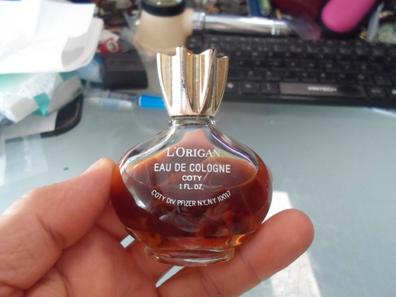 L'ORIGAN
EAU DE COLOGNE
COTY
1 FL. OZ.
COTY DIV. PFIZER N.Y., N.Y. 10017